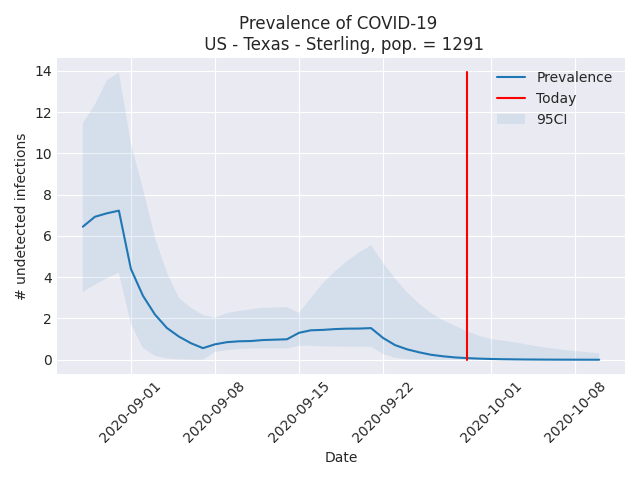 Prevalence of COVID-19
US - Texas - Sterling, pop. = 1291
14
12
10
8
6
4
2
0
# undetected infections
Prevalence
Today
95CI
2020-09-01
2020-09-08
2020-09-15
2020-09-22
2020-10-01
2020-10-08
Date